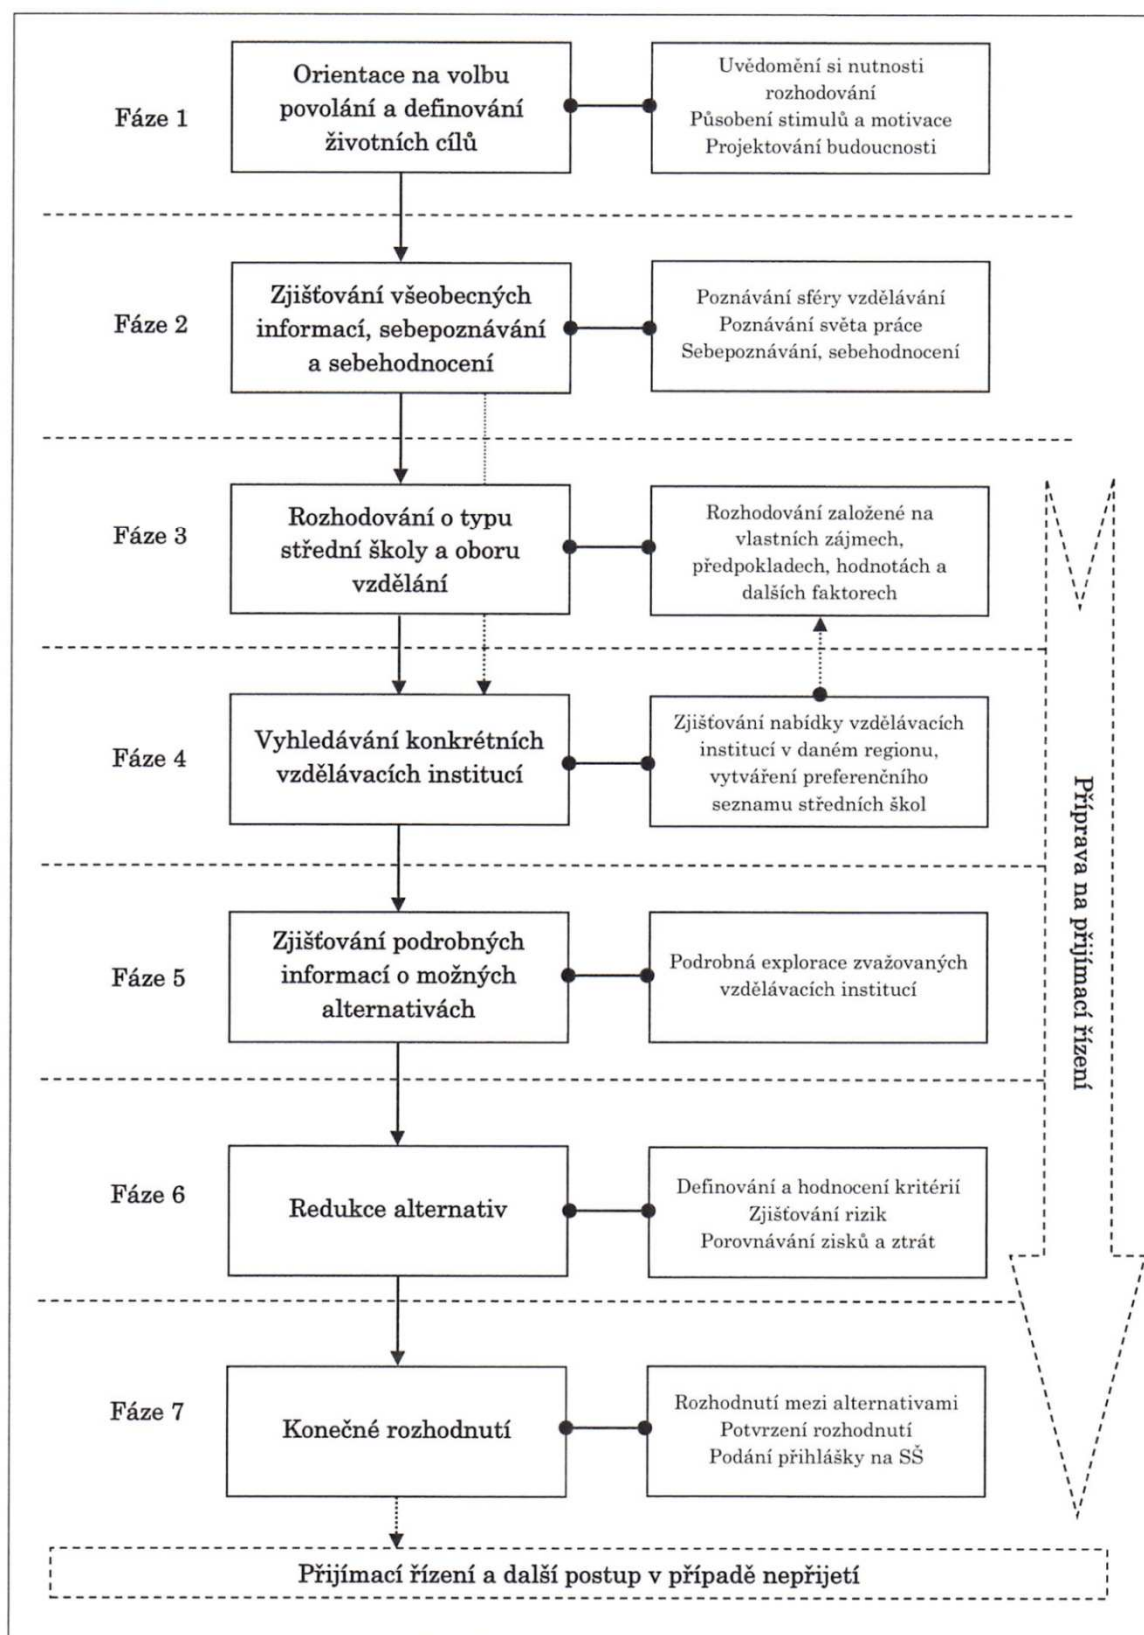 Fáze 1
Orientace na volbu
povolání a definování
životních cílů
Uvědomění si nutnosti
rozhodování
Působení stimulů a motivace
Projektování budoucnosti
Fáze 2
Zjišťování všeobecných
informací, sebepoznávání
a sebehodnocení
Poznávání sféry vzdělávání
Poznávání světa práce
Sebepoznávání, sebehodnocení
Fáze 3
Rozhodování o typu
střední školy a oboru
vzdělání
Rozhodování založené na
vlastních zájmech,
předpokladech, hodnotách a
dalších faktorech
Fáze 4
Vyhledávání konkrétních
vzdělávacích institucí
Zjišťování nabídky vzdělávacích
institucí v daném regionu,
vytváření preferenčního
seznamu středních škol
Fáze 5
Zjišťování podrobných
informací o možných
alternativách
Podrobná explorace zvažovaných
vzdělávacích institucí
Fáze 6
Redukce alternativ
Definování a hodnocení kritérií
Zjišťování rizik
Porovnávání zisků a ztrát
Fáze 7
Konečné rozhodnutí
Rozhodnutí mezi alternativami
Potvrzení rozhodnutí
Podání přihlášky na SŠ
Příprava na přijímací řízení
Přijímací řízení a další postup v případě nepřijetí